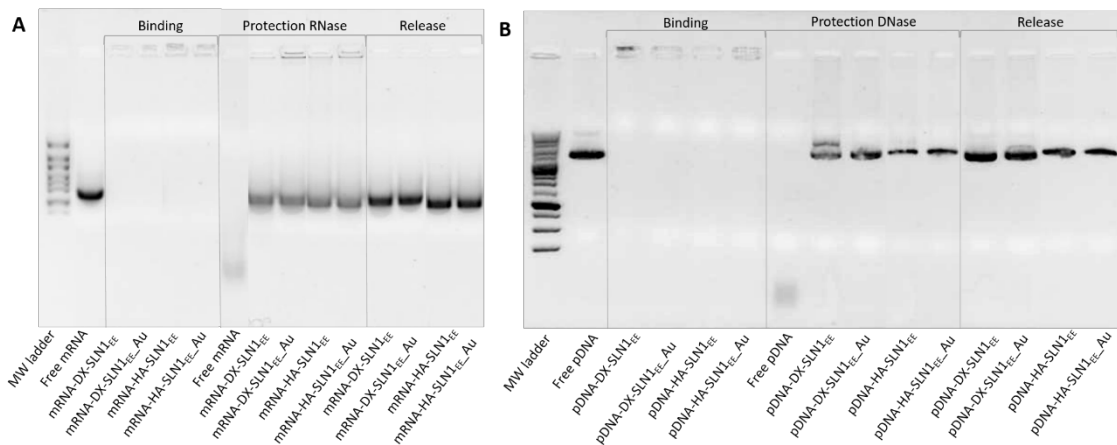 A
Binding
Protection RNase
Release
MW ladder
Free mRNA
mRNA-DX-SLN1EE
mRNA-DX-SLN1EE_Au
mRNA-HA-SLN1EE
mRNA-HA-SLN1EE_Au
Free mRNA
mRNA-DX-SLN1EE
mRNA-DX-SLN1EE_Au
mRNA-HA-SLN1EE
mRNA-HA-SLN1EE_Au
mRNA-DX-SLN1EE
mRNA-DX-SLN1EE_Au
mRNA-HA-SLN1EE
mRNA-HA-SLN1EE_Au
B
Binding
Protection DNase
Release
MW ladder
Free pDNA
pDNA-DX-SLN1EE
pDNA-DX-SLN1EE_Au
pDNA-HA-SLN1EE
pDNA-HA-SLN1EE_Au
Free pDNA
pDNA-DX-SLN1EE
pDNA-DX-SLN1EE_Au
pDNA-HA-SLN1EE
pDNA-HA-SLN1EE_Au
pDNA-DX-SLN1EE
pDNA-DX-SLN1EE_Au
pDNA-HA-SLN1EE
pDNA-HA-SLN1EE_Au